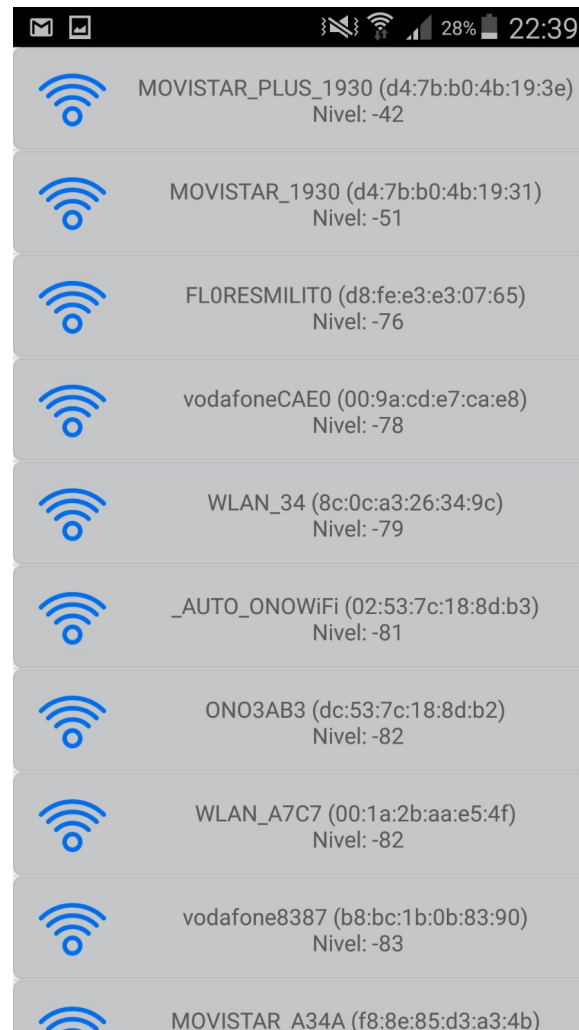 28% 22:39
MOVISTAR_PLUS_1930 (d4:7b:b0:4b:19:3e)
Nivel: -42
MOVISTAR_1930 (d4:7b:b0:4b:19:31)
Nivel: -51
FL0RESMILIT0 (d8:fe:e3:e3:07:65)
Nivel: -76
vodafoneCAE0 (00:9a:cd:e7:ca:e8)
Nivel: -78
WLAN_34 (8c:0c:a3:26:34:9c)
Nivel: -79
_AUTO_ONOWiFi (02:53:7c:18:8d:b3)
Nivel: -81
ONO3AB3 (dc:53:7c:18:8d:b2)
Nivel: -82
WLAN_A7C7 (00:1a:2b:aa:e5:4f)
Nivel: -82
vodafone8387 (b8:bc:1b:0b:83:90)
Nivel: -83
MOVISTAR_A34A (f8:8e:85:d3:a3:4b)